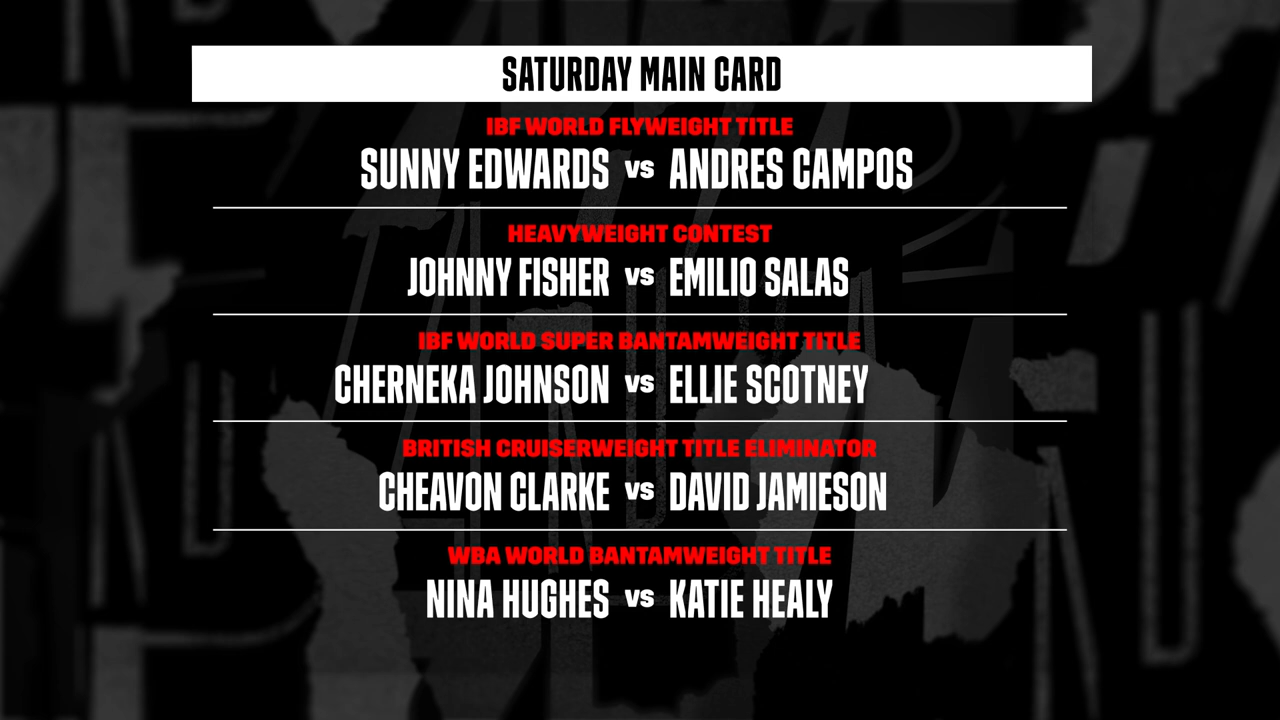 SATURDAY MAIN CARD
IBF WORLD FLYWEIGHT TITLE
SUNNY EDWARDS VS ANDRES CAMPOS
HEAVYWEIGHT CONTEST
JOHNNY FISHER VS EMILIO SALAS
IBF WORLD SUPER BANTAMWEIGHT TITLE
CHERNEKA JOHNSON VS ELLIE SCOTNEY
BRITISH CRUISERWEIGHT TITLE ELIMINATOR
CHEAVON CLARKE VS DAVID JAMIESON
WBA WORLD BANTAMWEIGHT TITLE
NINA HUGHES VS KATIE HEALY